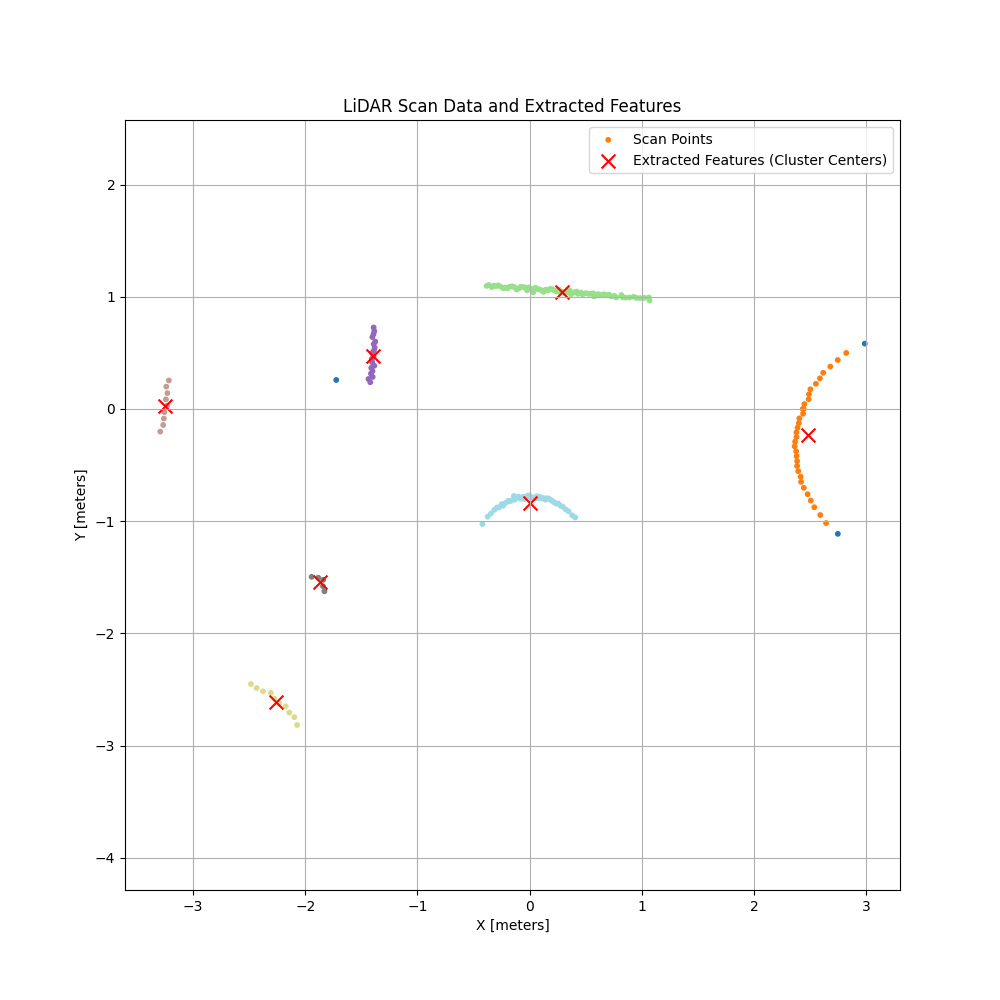 LiDAR Scan Data and Extracted Features
Scan Points
Extracted Features (Cluster Centers)
2
1
0
−1
−2
−3
−4
Y [meters]
−3 −2 −1 0 1 2 3
X [meters]